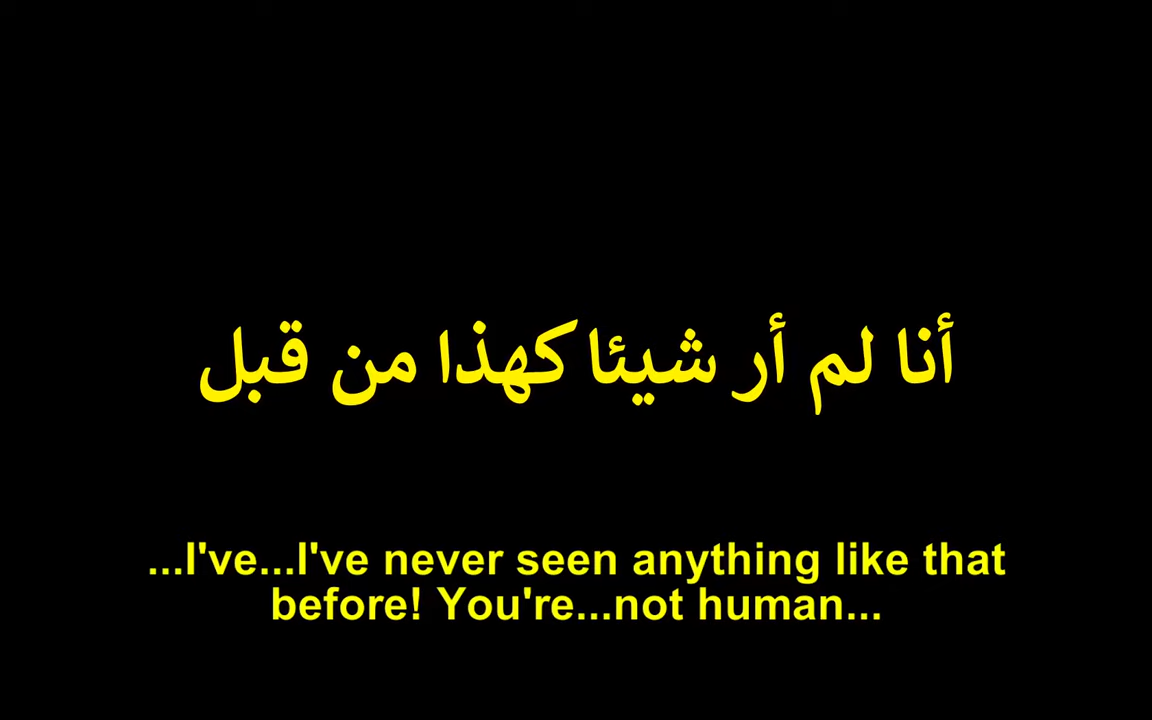 أنا لم أر شيئا كهذا من قبل
...I've...I've never seen anything like that
before! You're...not human...